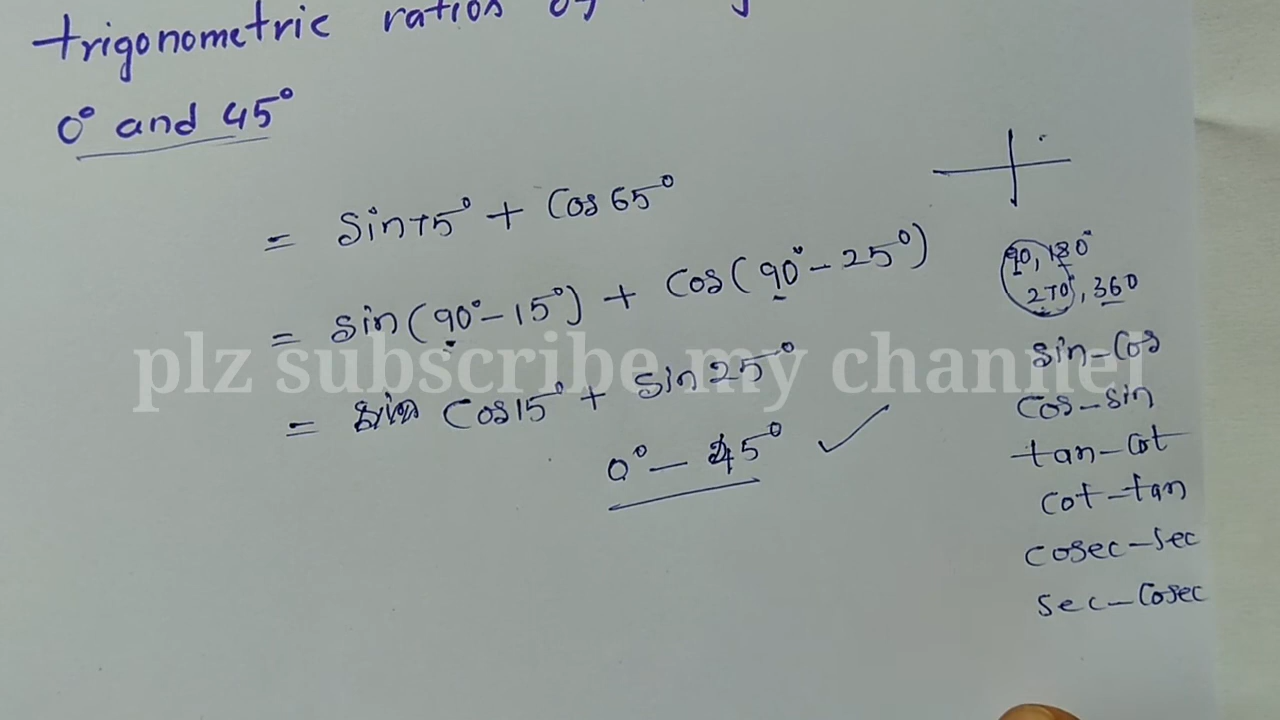 trigonometric ratios of
0° and 45°
= Sin75° + Cos65°
= Sin(90°-15°) + Cos(90°-25°)
= Cos15° + Sin25°
0° - 45° ✓
90, 180°
270°, 360
sin-Cos
Cos-sin
tan-Cot
Cot-tan
Cosec-sec
Sec-Cosec
plz subscribe my channel